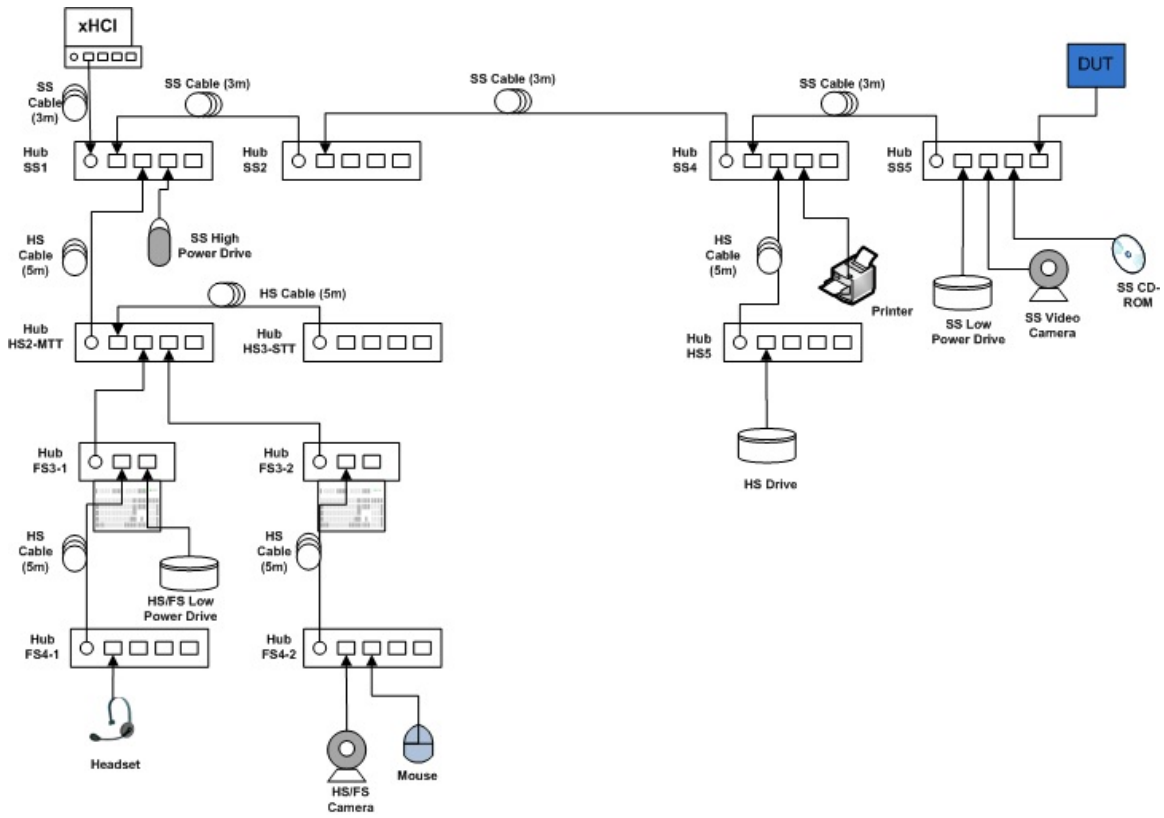 xHCI
SS
Cable
(3m)
SS Cable (3m)
SS Cable (3m)
SS Cable (3m)
DUT
Hub
SS1
Hub
SS2
Hub
SS4
Hub
SS5
HS
Cable
(5m)
SS High
Power Drive
HS
Cable
(5m)
HS Cable (5m)
Printer
SS Low
Power Drive
SS Video
Camera
SS CD-
ROM
Hub
HS2-MTT
Hub
HS3-STT
Hub
HS5
Hub
FS3-1
Hub
FS3-2
HS Drive
HS
Cable
(5m)
HS
Cable
(5m)
HS/FS Low
Power Drive
Hub
FS4-1
Hub
FS4-2
Headset
HS/FS
Camera
Mouse